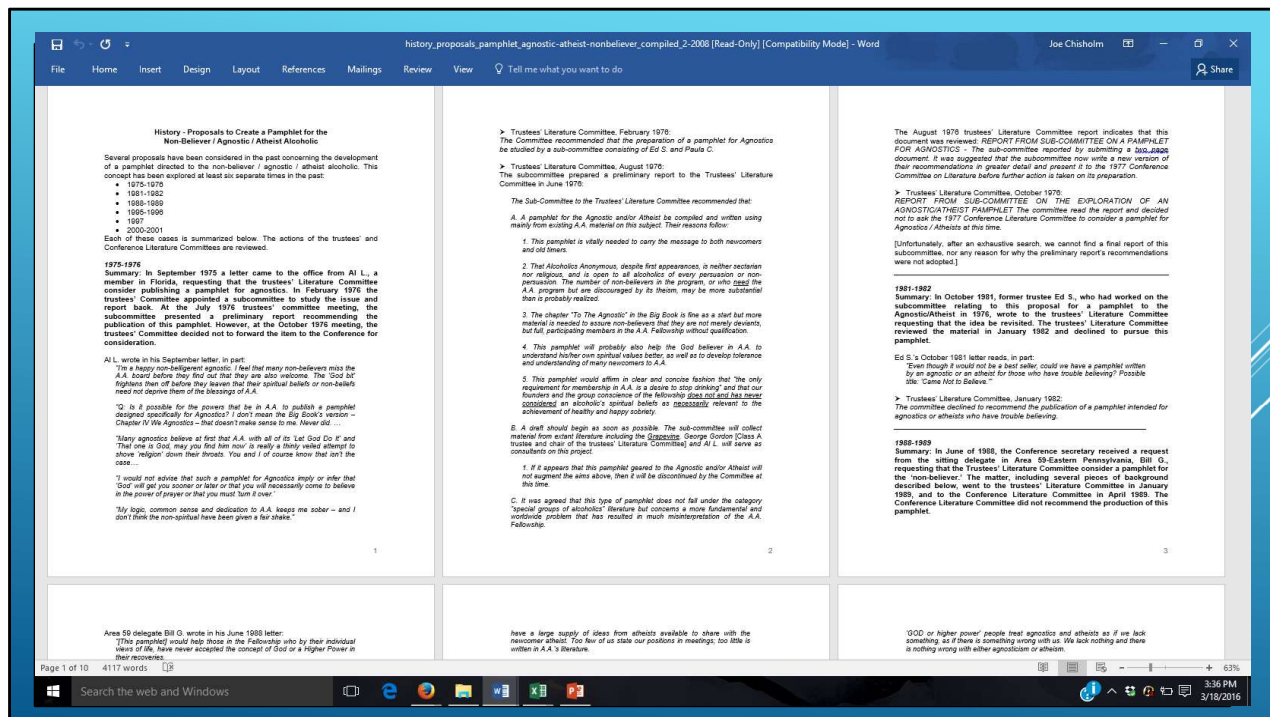 history_proposals_pamphlet_agnostic-atheist-nonbeliever_compiled_2-2008 [Read-Only] [Compatibility Mode] - Word
Joe Chisholm
File Home Insert Design Layout References Mailings Review View Tell me what you want to do
Share
History - Proposals to Create a Pamphlet for the
Non-Believer / Agnostic / Atheist Alcoholic
Several proposals have been considered in the past concerning the development
of a pamphlet directed to the non-believer / agnostic / atheist alcoholic. This
concept has been explored at least six separate times in the past:
• 1975-1976
• 1981-1982
• 1988-1989
• 1995-1996
• 1997
• 2000-2001
Each of these cases is summarized below. The actions of the trustees' and
Conference Literature Committees are reviewed.
1975-1976
Summary: In September 1975 a letter came to the office from Al L., a
member in Florida, requesting that the trustees' Literature Committee
consider publishing a pamphlet for agnostics. In February 1976 the
trustees' Committee appointed a subcommittee to study the issue and
report back. At the July 1976 trustees' committee meeting, the
subcommittee presented a preliminary report recommending the
publication of this pamphlet. However, at the October 1976 meeting, the
trustees' Committee decided not to forward the item to the Conference for
consideration.
Al L. wrote in his September letter, in part:
"I'm a happy non-belligerent agnostic. I feel that many non-believers miss the
A.A. board before they find out that they are also welcome. The 'God bit'
frightens then off before they leaven that their spiritual beliefs or non-beliefs
need not deprive them of the blessings of A.A.
"Q: Is it possible for the powers that be in A.A. to publish a pamphlet
designed specifically for Agnostics? I don't mean the Big Book's version –
Chapter IV We Agnostics – that doesn't make sense to me. Never did. …
"Many agnostics believe at first that A.A. with all of its 'Let God Do It' and
'That one is God, may you find him now' is really a thinly veiled attempt to
shove 'religion' down their throats. You and I of course know that isn't the
case….
"I would not advise that such a pamphlet for Agnostics imply or infer that
'God' will get you sooner or later or that you will necessarily come to believe
in the power of prayer or that you must 'turn it over.'
"My logic, common sense and dedication to A.A. keeps me sober – and I
don't think the non-spiritual have been given a fair shake."
1
➤ Trustees' Literature Committee, February 1976:
The Committee recommended that the preparation of a pamphlet for Agnostics
be studied by a sub-committee consisting of Ed S. and Paula C.
➤ Trustees' Literature Committee, August 1976:
The subcommittee prepared a preliminary report to the Trustees' Literature
Committee in June 1976:
The Sub-Committee to the Trustees' Literature Committee recommended that:
A. A pamphlet for the Agnostic and/or Atheist be compiled and written using
mainly from existing A.A. material on this subject. Their reasons follow:
1. This pamphlet is vitally needed to carry the message to both newcomers
and old timers.
2. That Alcoholics Anonymous, despite first appearances, is neither sectarian
nor religious, and is open to all alcoholics of every persuasion or non-
persuasion. The number of non-believers in the program, or who need the
A.A. program but are discouraged by its theism, may be more substantial
than is probably realized.
3. The chapter "To The Agnostic" in the Big Book is fine as a start but more
material is needed to assure non-believers that they are not merely deviants,
but full, participating members in the A.A. Fellowship without qualification.
4. This pamphlet will probably also help the God believer in A.A. to
understand his/her own spiritual values better, as well as to develop tolerance
and understanding of many newcomers to A.A.
5. This pamphlet would affirm in clear and concise fashion that "the only
requirement for membership in A.A. is a desire to stop drinking" and that our
founders and the group conscience of the fellowship does not and has never
considered an alcoholic's spiritual beliefs as necessarily relevant to the
achievement of healthy and happy sobriety.
B. A draft should begin as soon as possible. The sub-committee will collect
material from extant literature including the Grapevine. George Gordon [Class A
trustee and chair of the trustees' Literature Committee] and Al L. will serve as
consultants on this project.
1. If it appears that this pamphlet geared to the Agnostic and/or Atheist will
not augment the aims above, then it will be discontinued by the Committee at
this time.
C. It was agreed that this type of pamphlet does not fall under the category
"special groups of alcoholics" literature but concerns a more fundamental and
worldwide problem that has resulted in much misinterpretation of the A.A.
Fellowship.
2
The August 1976 trustees' Literature Committee report indicates that this
document was reviewed: REPORT FROM SUB-COMMITTEE ON A PAMPHLET
FOR AGNOSTICS - The sub-committee reported by submitting a two page
document. It was suggested that the subcommittee now write a new version of
their recommendations in greater detail and present it to the 1977 Conference
Committee on Literature before further action is taken on its preparation.
➤ Trustees' Literature Committee, October 1976:
REPORT FROM SUB-COMMITTEE ON THE EXPLORATION OF AN
AGNOSTIC/ATHEIST PAMPHLET The committee read the report and decided
not to ask the 1977 Conference Literature Committee to consider a pamphlet for
Agnostics / Atheists at this time.
[Unfortunately, after an exhaustive search, we cannot find a final report of this
subcommittee, nor any reason for why the preliminary report's recommendations
were not adopted.]
1981-1982
Summary: In October 1981, former trustee Ed S., who had worked on the
subcommittee relating to this proposal for a pamphlet to the
Agnostic/Atheist in 1976, wrote to the trustees' Literature Committee
requesting that the idea be revisited. The trustees' Literature Committee
reviewed the material in January 1982 and declined to pursue this
pamphlet.
Ed S.'s October 1981 letter reads, in part:
"Even though it would not be a best seller, could we have a pamphlet written
by an agnostic or an atheist for those who have trouble believing? Possible
title: 'Came Not to Believe.'"
➤ Trustees' Literature Committee, January 1982:
The committee declined to recommend the publication of a pamphlet intended for
agnostics or atheists who have trouble believing.
1988-1989
Summary: In June of 1988, the Conference secretary received a request
from the sitting delegate in Area 59-Eastern Pennsylvania, Bill G.,
requesting that the Trustees' Literature Committee consider a pamphlet for
the 'non-believer.' The matter, including several pieces of background
described below, went to the trustees' Literature Committee in January
1989, and to the Conference Literature Committee in April 1989. The
Conference Literature Committee did not recommend the production of this
pamphlet.
3
Area 59 delegate Bill G. wrote in his June 1988 letter:
"[This pamphlet] would help those in the Fellowship who by their individual
views of life, have never accepted the concept of God or a Higher Power in
their recoveries.
have a large supply of ideas from atheists available to share with the
newcomer atheist. Too few of us state our positions in meetings; too little is
written in A.A.'s literature.
'GOD or higher power' people treat agnostics and atheists as if we lack
something, as if there is something wrong with us. We lack nothing and there
is nothing wrong with either agnosticism or atheism.
Page 1 of 10 4117 words
63%
Search the web and Windows
3:36 PM
3/18/2016